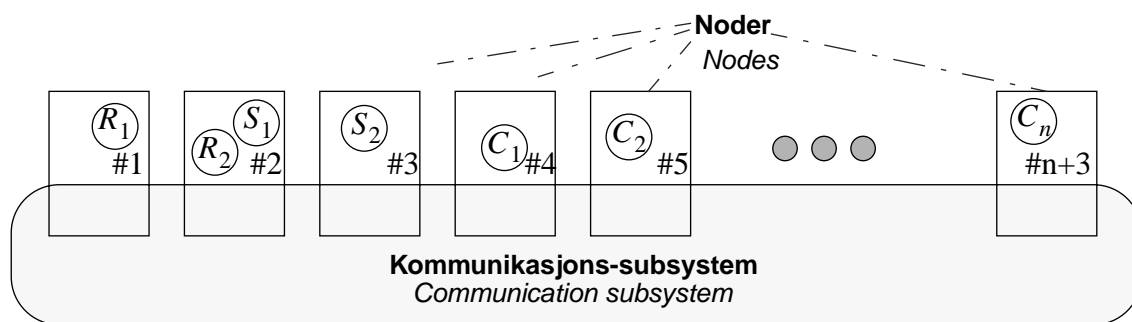 Noder
Nodes
R1 S1 S2 C1 C2 Cn
R2
#1 #2 #3 #4 #5 #n+3
Kommunikasjons-subsystem
Communication subsystem